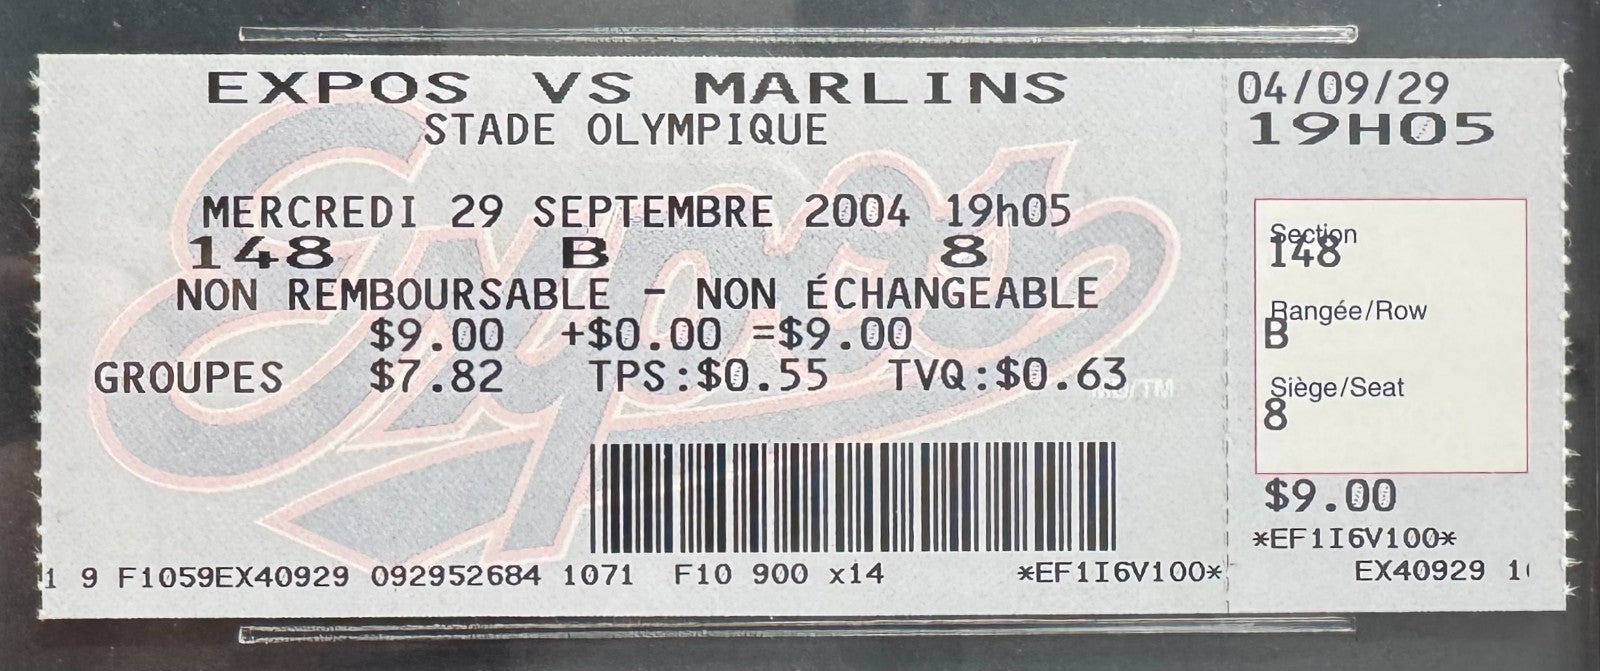 EXPOS VS MARLINS
STADE OLYMPIQUE
MERCREDI 29 SEPTEMBRE 2004 19h05
148 B 8
NON REMBOURSABLE - NON ÉCHANGEABLE
$9.00 +$0.00 =$9.00
GROUPES $7.82 TPS:$0.55 TVQ:$0.63
Expos
1 9 F1059EX40929 092952684 1071 F10 900 x14 *EF1I6V100*
04/09/29
19H05
Section
148
Rangée/Row
B
Siège/Seat
8
$9.00
*EF1I6V100*
EX40929